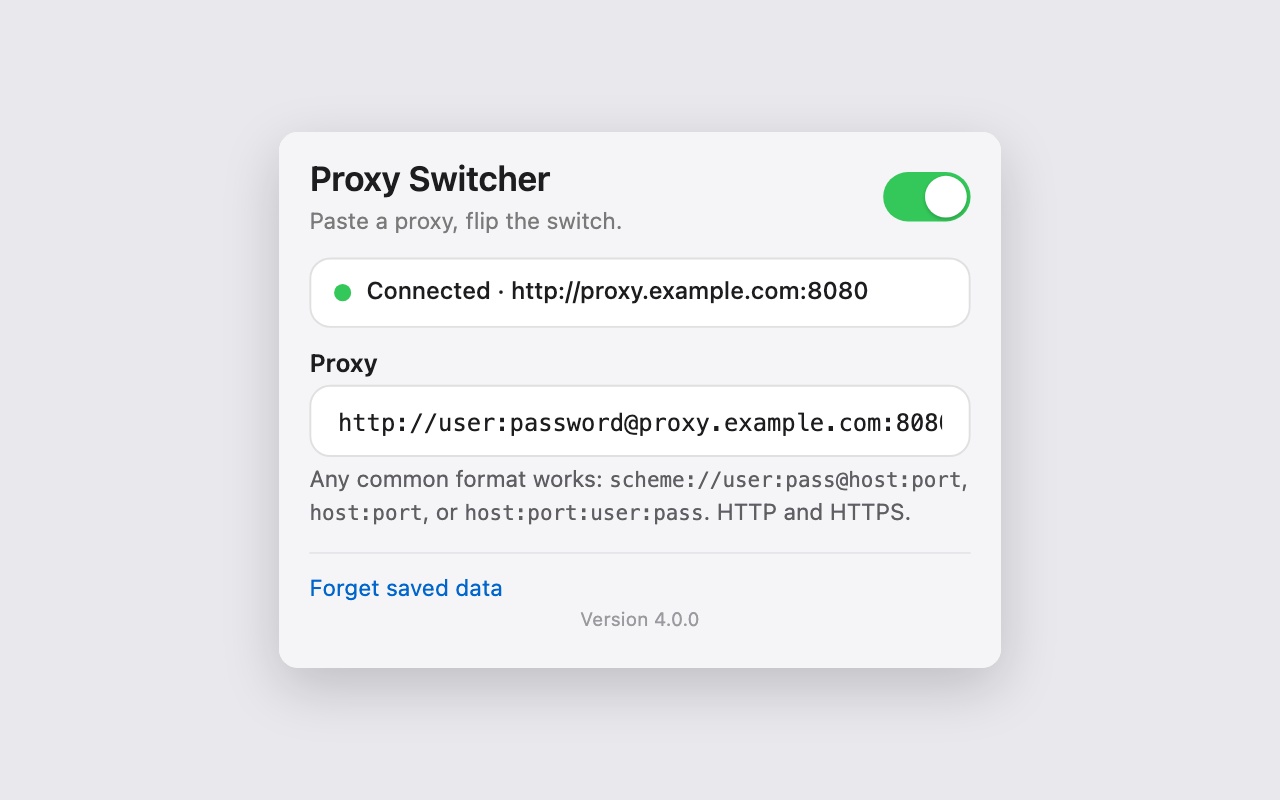 Proxy Switcher
Paste a proxy, flip the switch.
Connected · http://proxy.example.com:8080
Proxy
http://user:password@proxy.example.com:808
Any common format works: scheme://user:pass@host:port,
host:port, or host:port:user:pass. HTTP and HTTPS.
Forget saved data
Version 4.0.0